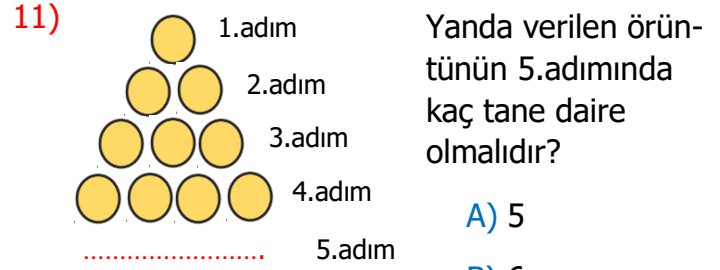 11)
1.adım
2.adım
3.adım
4.adım
........................ 5.adım
Yanda verilen örün-
tünün 5.adımında
kaç tane daire
olmalıdır?
A) 5